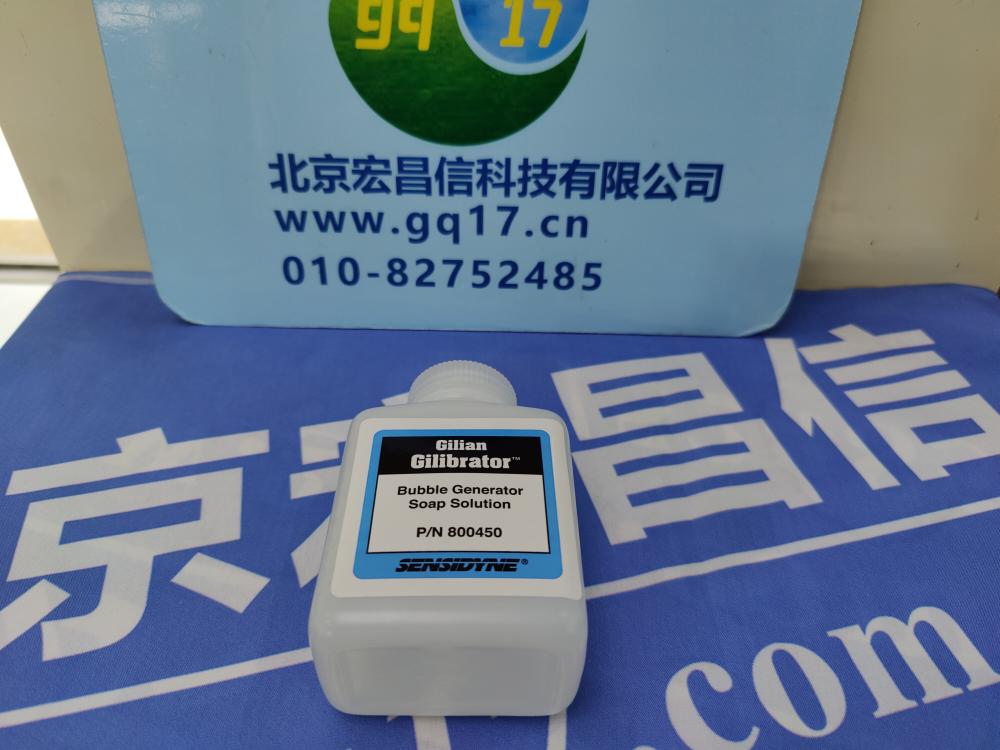 gq 17
北京宏昌信科技有限公司
www.gq17.cn
010-82752485
京宏昌信
.com
Gilian
Gilibrator™
Bubble Generator
Soap Solution
P/N 800450
SENSIDYNE®